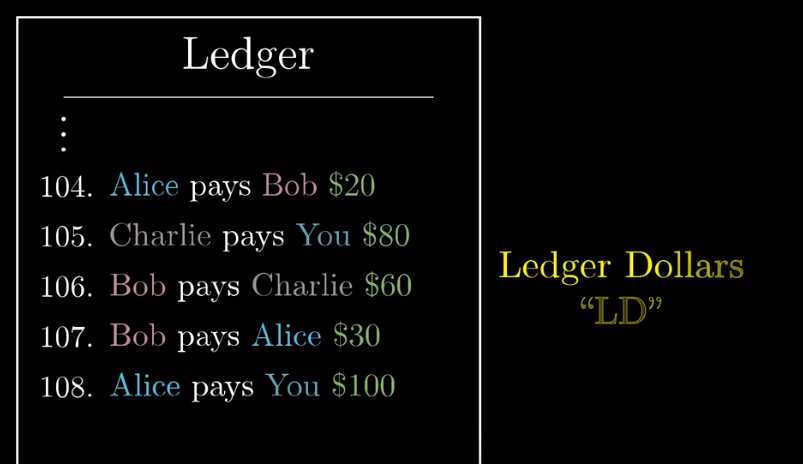 Ledger
⋮
104. Alice pays Bob $20
105. Charlie pays You $80
106. Bob pays Charlie $60
107. Bob pays Alice $30
108. Alice pays You $100
Ledger Dollars
“LD”